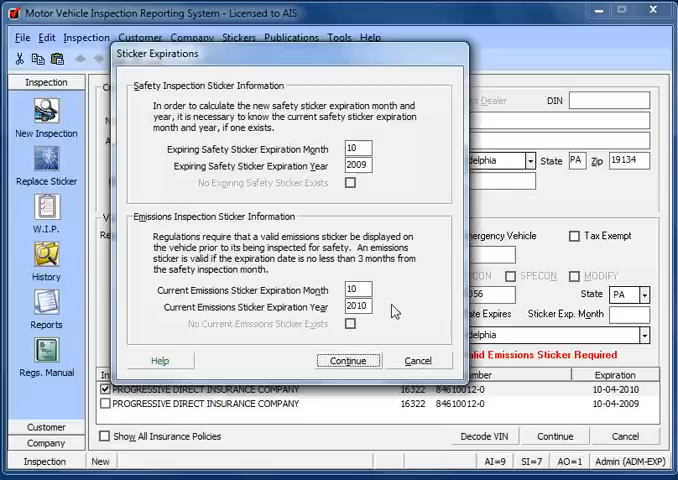 Motor Vehicle Inspection Reporting System - Licensed to AIS
File Edit Inspection Customer Company Stickers Publications Tools Help
Inspection
New Inspection
Replace Sticker
W.I.P.
History
Reports
Regs. Manual
Customer
Company
Sticker Expirations
Safety Inspection Sticker Information
In order to calculate the new safety sticker expiration month and
year, it is necessary to know the current safety sticker expiration
month and year, if one exists.
Expiring Safety Sticker Expiration Month 10
Expiring Safety Sticker Expiration Year 2009
No Expiring Safety Sticker Exists
Emissions Inspection Sticker Information
Regulations require that a valid emissions sticker be displayed on
the vehicle prior to its being inspected for safety. An emissions
sticker is valid if the expiration date is no less than 3 months from
the safety inspection month.
Current Emissions Sticker Expiration Month 10
Current Emissions Sticker Expiration Year 2010
No Current Emissions Sticker Exists
Help Continue Cancel
Dealer DIN
delphia State PA Zip 19134
mergency Vehicle Tax Exempt
CON SPECON MODIFY
056 State PA
te Expires Sticker Exp. Month
delphia
lid Emissions Sticker Required
In mber Expiration
PROGRESSIVE DIRECT INSURANCE COMPANY 16322 84610012-0 10-04-2010
PROGRESSIVE DIRECT INSURANCE COMPANY 16322 84610012-0 10-04-2009
Show All Insurance Policies Decode VIN Continue Cancel
Inspection New AI=9 SI=7 AO=1 Admin (ADM-EXP)